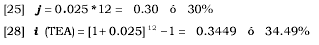 [25] j = 0.025 * 12 = 0.30 ó 30%
[28] i (TEA) = [1 + 0.025] ¹² – 1 = 0.3449 ó 34.49%